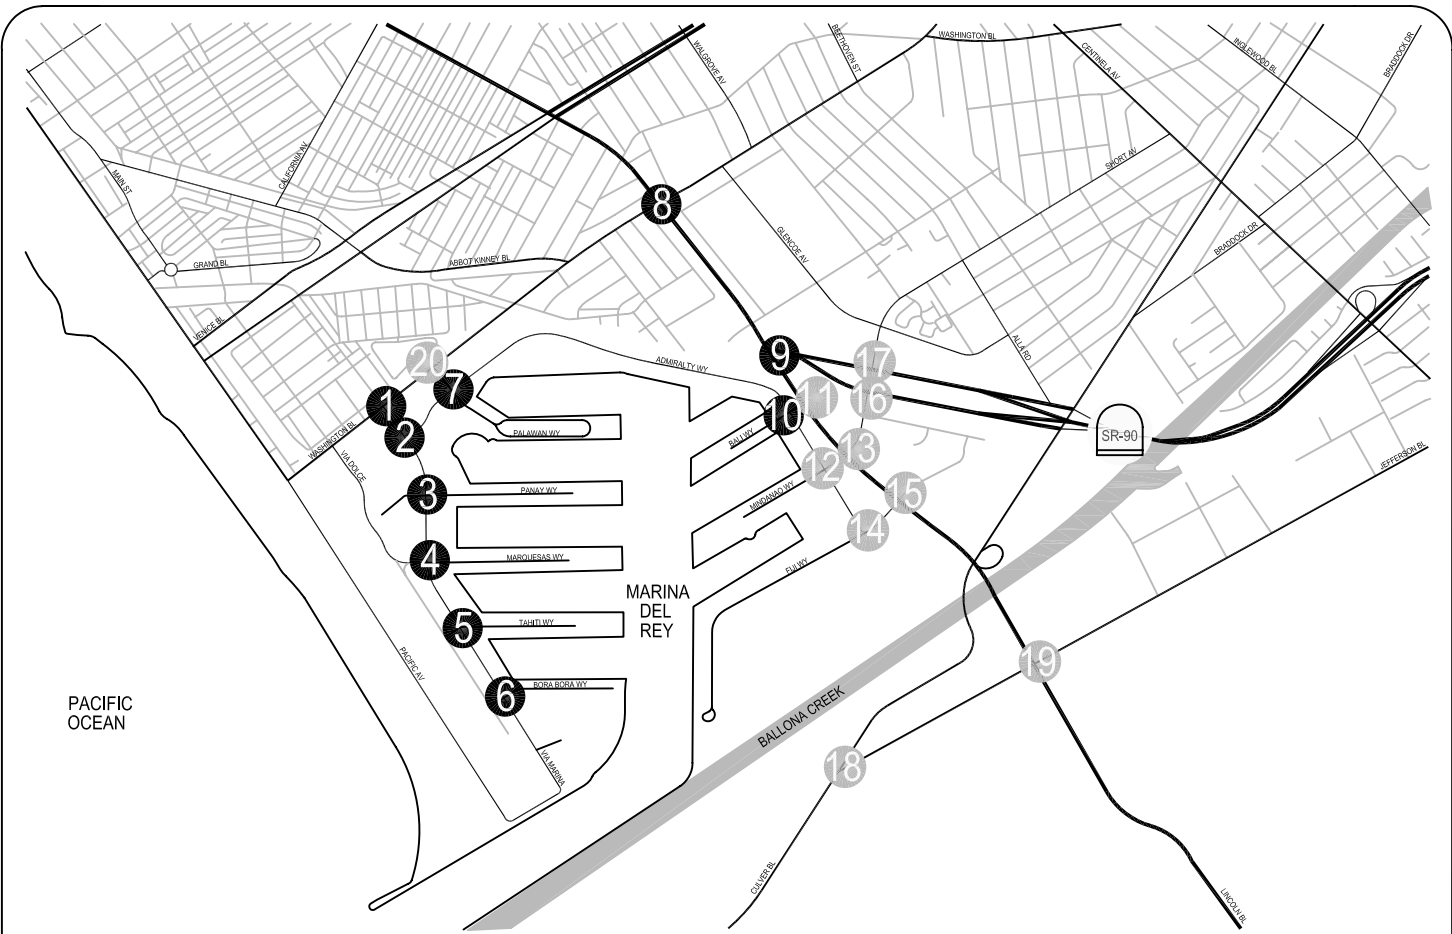 WASHINGTON BL
BEETHOVEN ST
WALGROVE AV
CENTINELA AV
INGLEWOOD BL
BRADDOCK DR
CALIFORNIA AV
MAIN ST
SHORT AV
8
GLENCOE AV
BRADDOCK DR
GRAND BL
ABBOT KINNEY BL
VENICE BL
ALLA RD
20
ADMIRALTY WY
9
17
7
1
11
16
10
2
PALAWAN WY
BALI WY
SR-90
WASHINGTON BL
VIA DOLCE
13
12
JEFFERSON BL
3
PANAY WY
MINDANAO WY
15
14
4
MARQUESAS WY
FIJI WY
MARINA
DEL
REY
5
TAHITI WY
PACIFIC AV
19
6
BORA BORA WY
PACIFIC
OCEAN
BALLONA CREEK
VIA MARINA
18
CULVER BL
LINCOLN BL